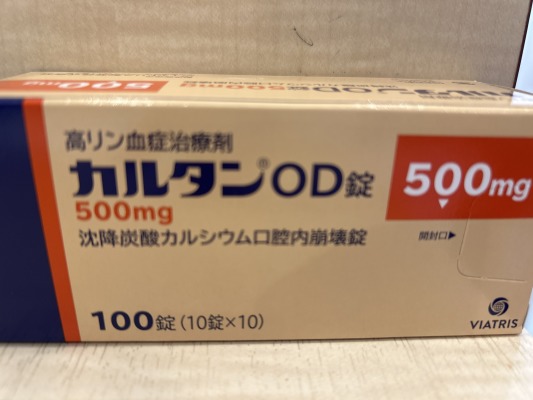 500mg
500mg
高リン血症治療剤
カルタン®OD錠
500mg
500mg
沈降炭酸カルシウム口腔内崩壊錠
開封口▶
100錠(10錠×10)
VIATRIS